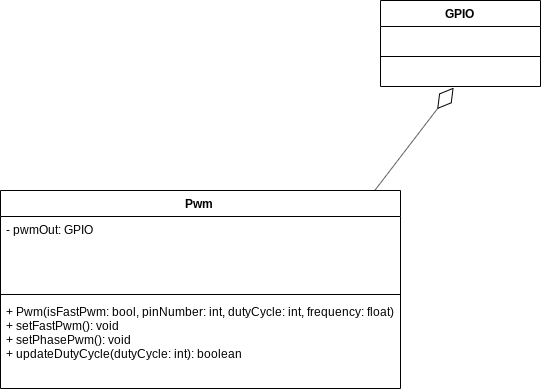 GPIO
Pwm
- pwmOut: GPIO
+ Pwm(isFastPwm: bool, pinNumber: int, dutyCycle: int, frequency: float)
+ setFastPwm(): void
+ setPhasePwm(): void
+ updateDutyCycle(dutyCycle: int): boolean